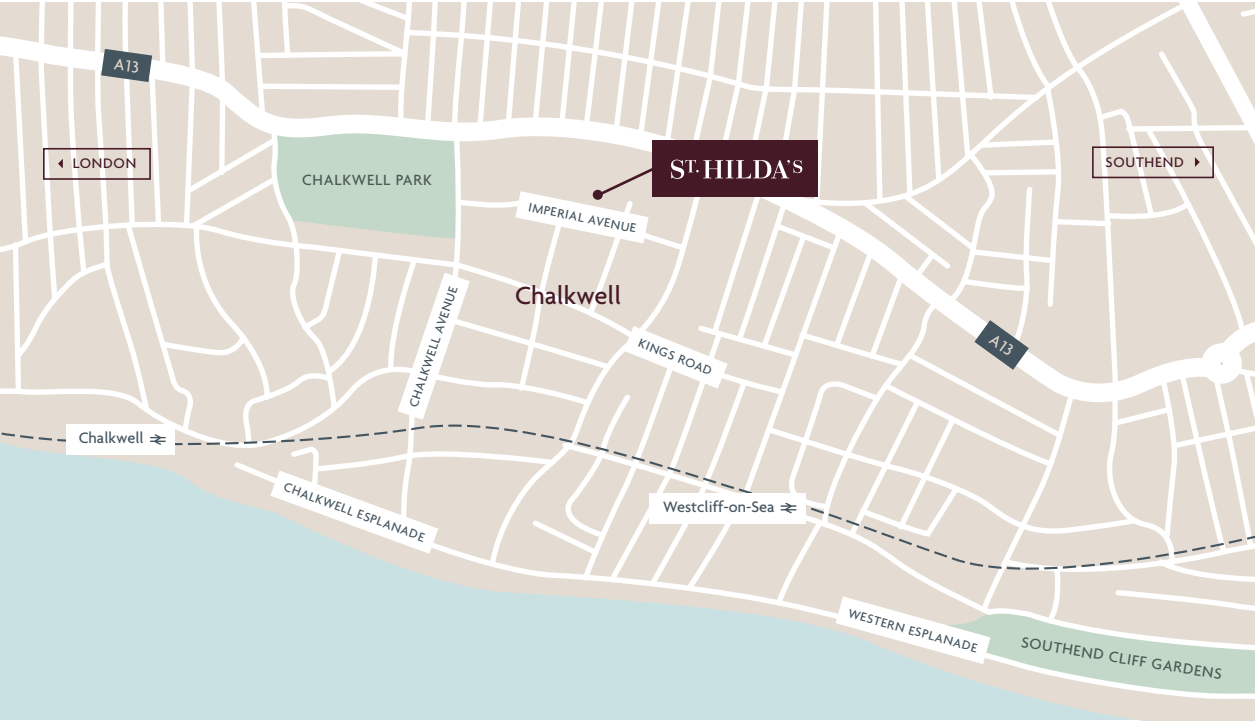 A13
LONDON
CHALKWELL PARK
ST. HILDA'S
SOUTHEND
IMPERIAL AVENUE
Chalkwell
CHALKWELL AVENUE
KINGS ROAD
A13
Chalkwell
CHALKWELL ESPLANADE
Westcliff-on-Sea
WESTERN ESPLANADE
SOUTHEND CLIFF GARDENS